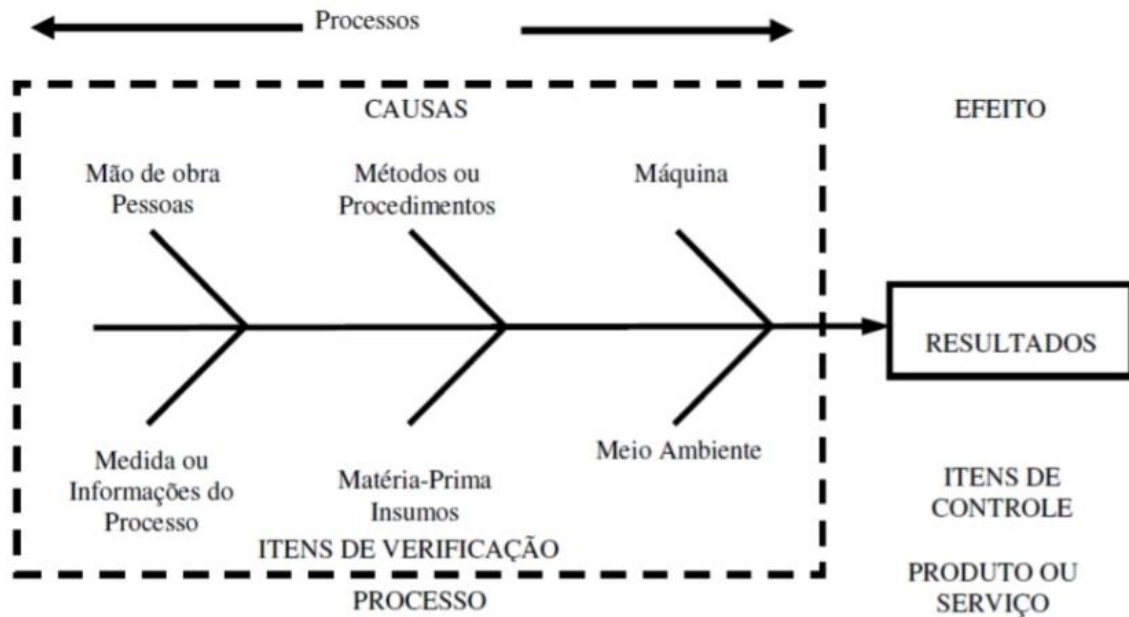 Processos
CAUSAS
EFEITO
Mão de obra
Pessoas
Métodos ou
Procedimentos
Máquina
RESULTADOS
Medida ou
Informações do
Processo
Matéria-Prima
Insumos
Meio Ambiente
ITENS DE VERIFICAÇÃO
PROCESSO
ITENS DE
CONTROLE
PRODUTO OU
SERVIÇO